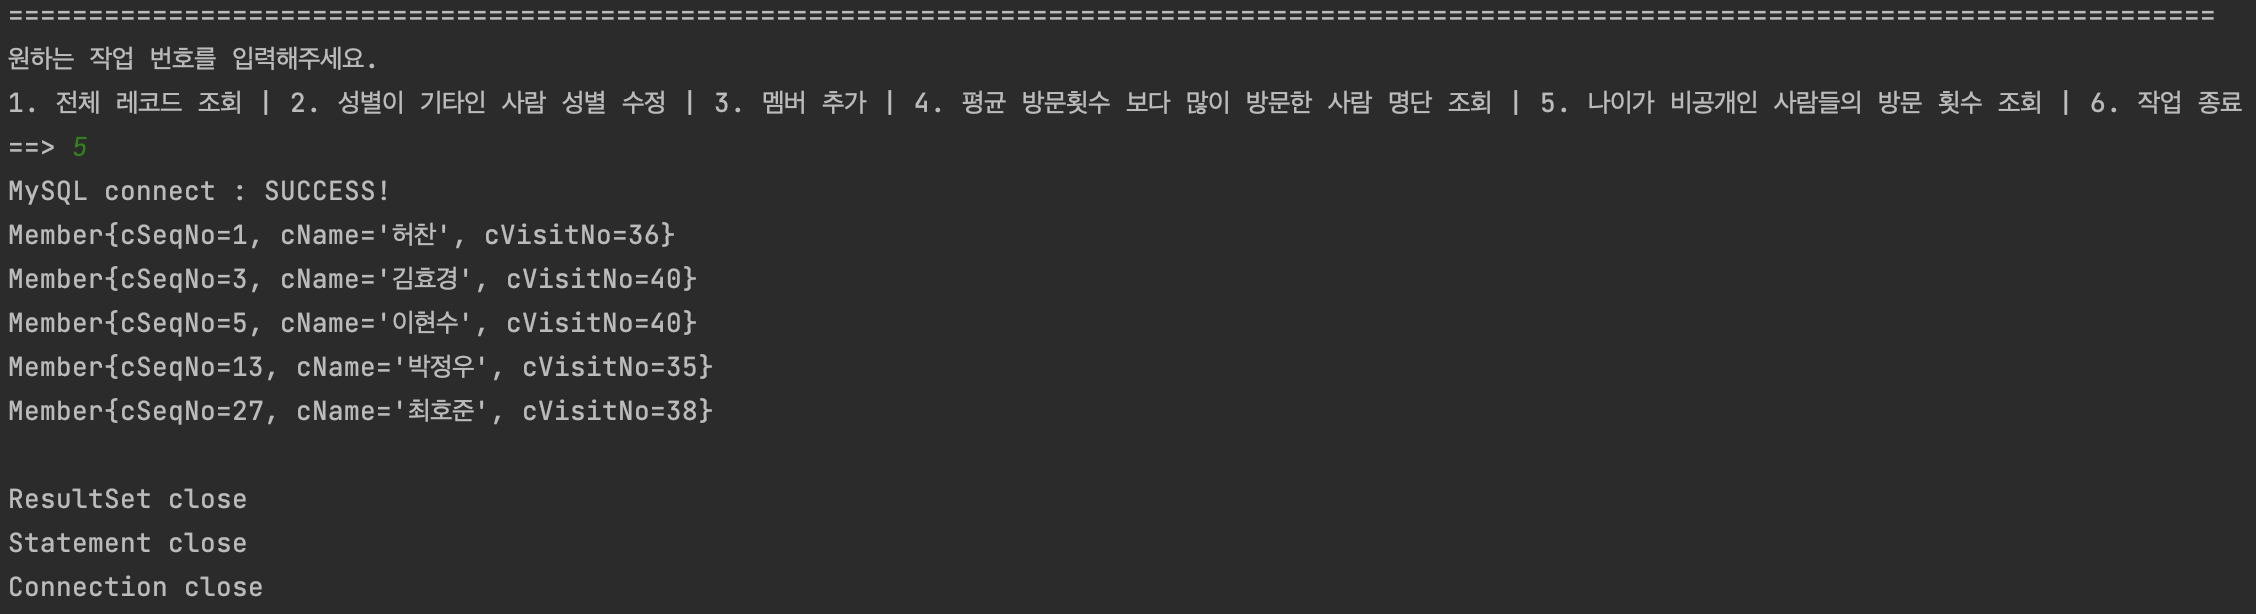 ==========================================================================================================================================
원하는 작업 번호를 입력해주세요.
1. 전체 레코드 조회 | 2. 성별이 기타인 사람 성별 수정 | 3. 멤버 추가 | 4. 평균 방문횟수 보다 많이 방문한 사람 명단 조회 | 5. 나이가 비공개인 사람들의 방문 횟수 조회 | 6. 작업 종료
==> 5
MySQL connect : SUCCESS!
Member{cSeqNo=1, cName='허찬', cVisitNo=36}
Member{cSeqNo=3, cName='김효경', cVisitNo=40}
Member{cSeqNo=5, cName='이현수', cVisitNo=40}
Member{cSeqNo=13, cName='박정우', cVisitNo=35}
Member{cSeqNo=27, cName='최호준', cVisitNo=38}
ResultSet close
Statement close
Connection close